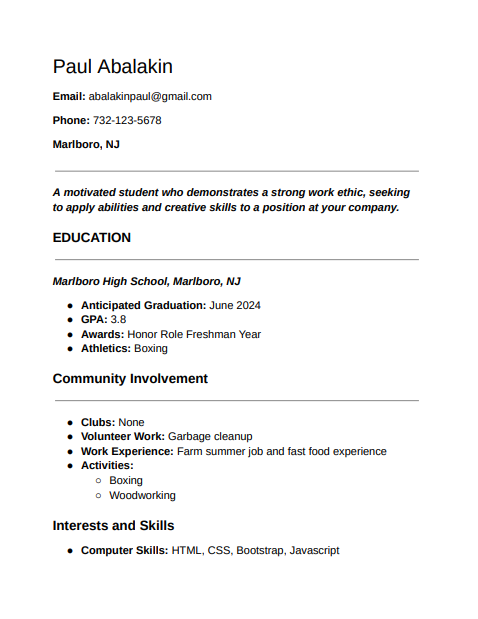 Paul Abalakin
Email: abalakinpaul@gmail.com
Phone: 732-123-5678
Marlboro, NJ
A motivated student who demonstrates a strong work ethic, seeking
to apply abilities and creative skills to a position at your company.
EDUCATION
Marlboro High School, Marlboro, NJ
● Anticipated Graduation: June 2024
● GPA: 3.8
● Awards: Honor Role Freshman Year
● Athletics: Boxing
Community Involvement
● Clubs: None
● Volunteer Work: Garbage cleanup
● Work Experience: Farm summer job and fast food experience
● Activities:
○ Boxing
○ Woodworking
Interests and Skills
● Computer Skills: HTML, CSS, Bootstrap, Javascript